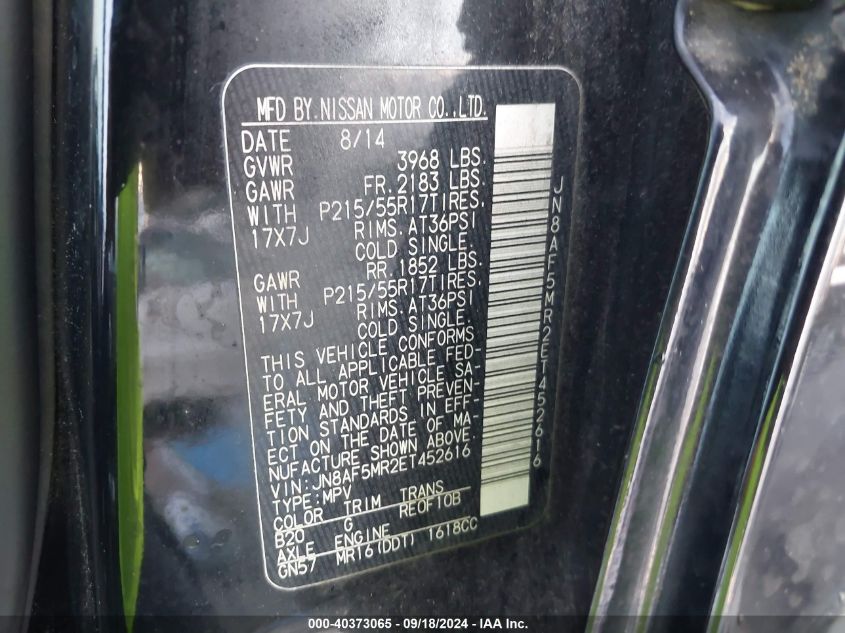 MFD BY NISSAN MOTOR CO., LTD.
DATE 8/14
GVWR 3968 LBS.
GAWR FR. 2183 LBS.
WITH P215/55R17TIRES.
17X7J RIMS. AT36PSI
COLD SINGLE.
GAWR RR. 1852 LBS.
WITH P215/55R17TIRES.
17X7J RIMS. AT36PSI
COLD SINGLE.
THIS VEHICLE CONFORMS
TO ALL APPLICABLE FED-
ERAL MOTOR VEHICLE SA-
FETY AND THEFT PREVEN-
TION STANDARDS IN EFF-
ECT ON THE DATE OF MA-
NUFACTURE SHOWN ABOVE.
VIN: JN8AF5MR2ET452616
TYPE: MPV
COLOR TRIM TRANS
B20 G RE0F10B
AXLE ENGINE
GN57 MR16(DDT) 1618CC
JN8AF5MR2ET452616
000-40373065 - 09/18/2024 - IAA Inc.